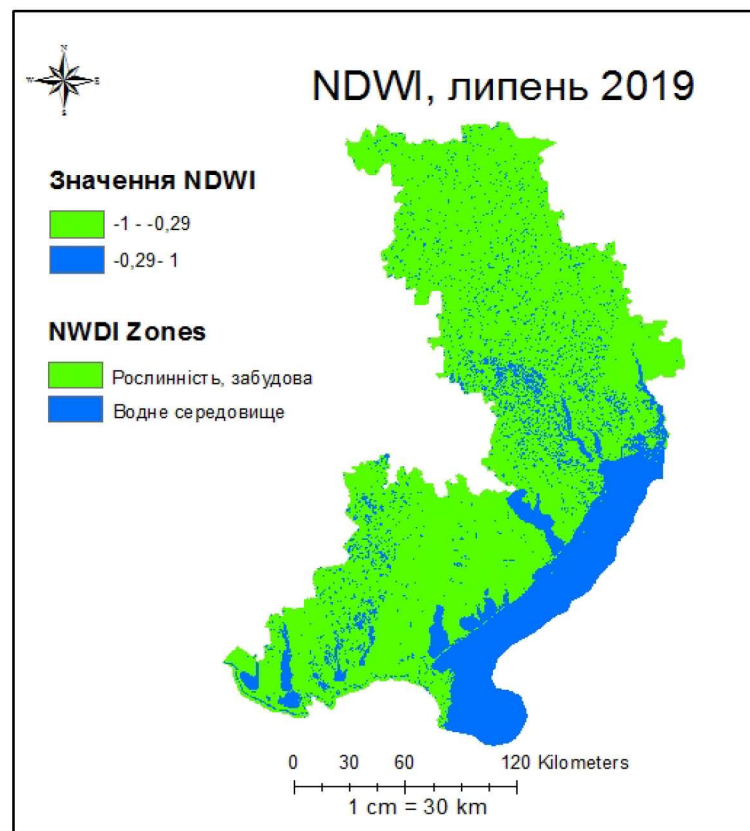 N
W E
S
NDWI, липень 2019
Значення NDWI
-1 - -0,29
-0,29- 1
NWDI Zones
Рослинність, забудова
Водне середовище
0 30 60 120 Kilometers
1 cm = 30 km